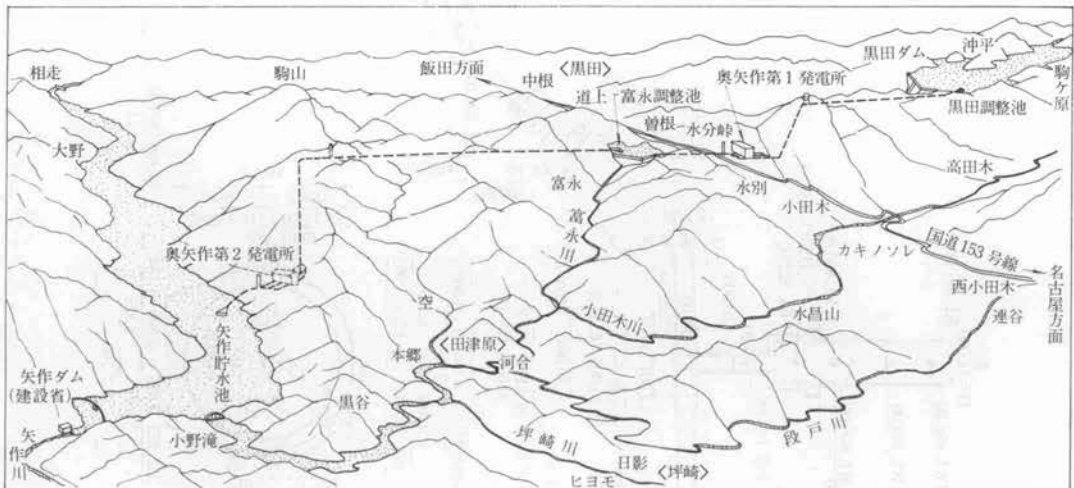 相走
大野
駒山
飯田方面
中根
〈黒田〉
道上
富永調整池
曽根
水分峠
奥矢作第1発電所
黒田ダム
沖平
駒ヶ原
黒田調整池
高田木
水別
小田木
カキノソレ
国道153号線
名古屋方面
西小田木
連谷
富永
富永川
奥矢作第2発電所
小田木川
水昌山
空
〈田津原〉
河合
本郷
矢作貯水池
矢作ダム
(建設省)
矢作川
小野滝
黒谷
坪崎川
ヒヨモ
日影
〈坪崎〉
段戸川